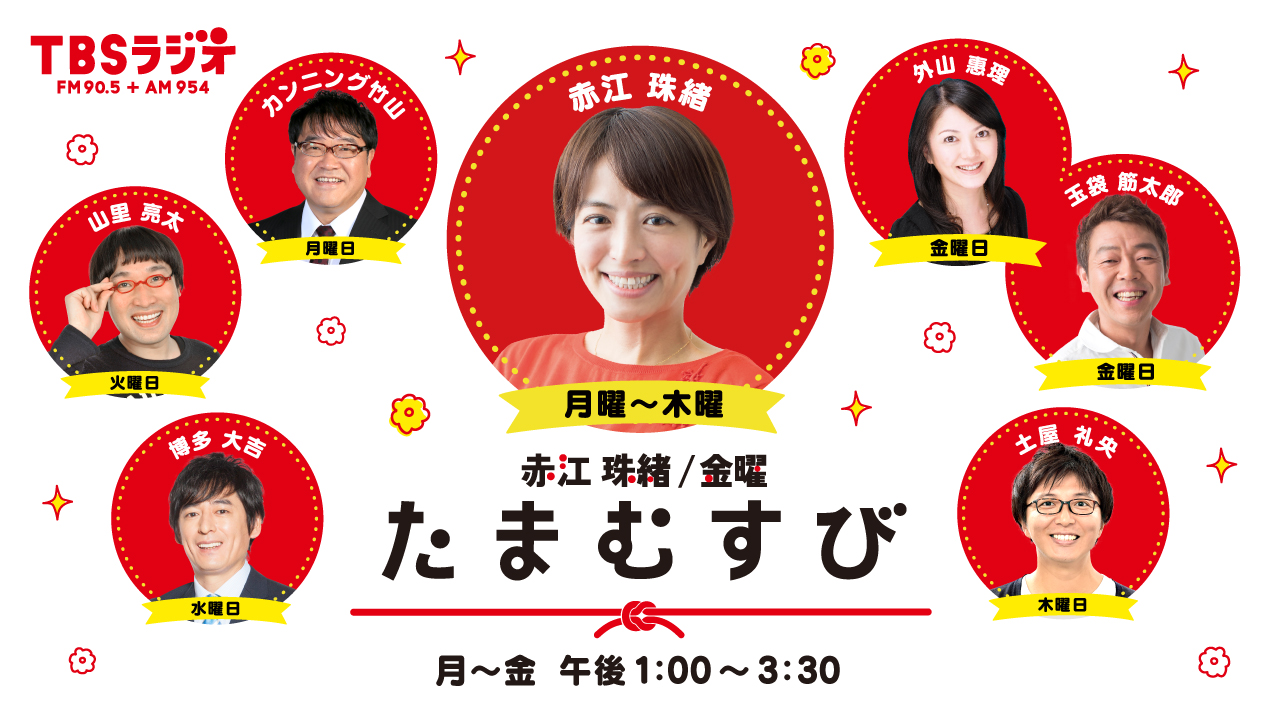 TBSラジオ
FM90.5 + AM954
カンニング竹山
月曜日
山里 亮太
火曜日
博多 大吉
水曜日
赤江 珠緒
月曜〜木曜
外山 惠理
金曜日
玉袋 筋太郎
金曜日
土屋 礼央
木曜日
赤江 珠緒/金曜
たまむすび
月〜金 午後1:00〜3:30